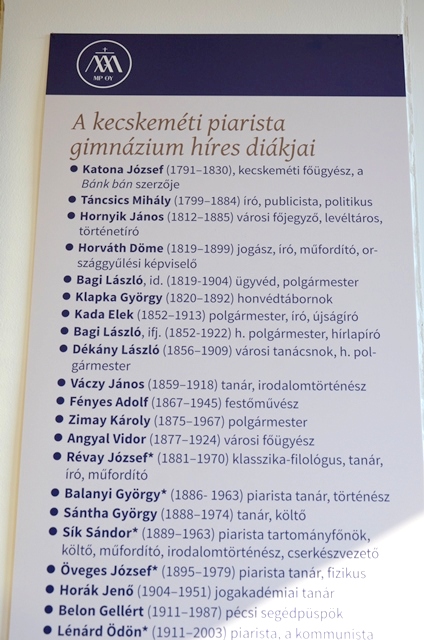 MP OY
A kecskeméti piarista
gimnázium híres diákjai
• Katona József (1791–1830), kecskeméti főügyész, a
Bánk bán szerzője
• Táncsics Mihály (1799–1884) író, publicista, politikus
• Hornyik János (1812–1885) városi főjegyző, levéltáros,
történetíró
• Horváth Döme (1819–1899) jogász, író, műfordító, or-
szággyűlési képviselő
• Bagi László, id. (1819-1904) ügyvéd, polgármester
• Klapka György (1820–1892) honvédtábornok
• Kada Elek (1852–1913) polgármester, író, újságíró
• Bagi László, ifj. (1852-1922) h. polgármester, hírlapíró
• Dékány László (1856–1909) városi tanácsnok, h. pol-
gármester
• Váczy János (1859–1918) tanár, irodalomtörténész
• Fényes Adolf (1867–1945) festőművész
• Zimay Károly (1875–1967) polgármester
• Angyal Vidor (1877–1924) városi főügyész
• Révay József* (1881–1970) klasszika-filológus, tanár,
író, műfordító
• Balanyi György* (1886- 1963) piarista tanár, történész
• Sántha György (1888–1974) tanár, költő
• Sík Sándor* (1889–1963) piarista tartományfőnök,
költő, műfordító, irodalomtörténész, cserkészvezető
• Öveges József* (1895–1979) piarista tanár, fizikus
• Horák Jenő (1904–1951) jogakadémiai tanár
• Belon Gellért (1911–1987) pécsi segédpüspök
• Lénárd Ödön* (1911–2003) piarista, a kommunista